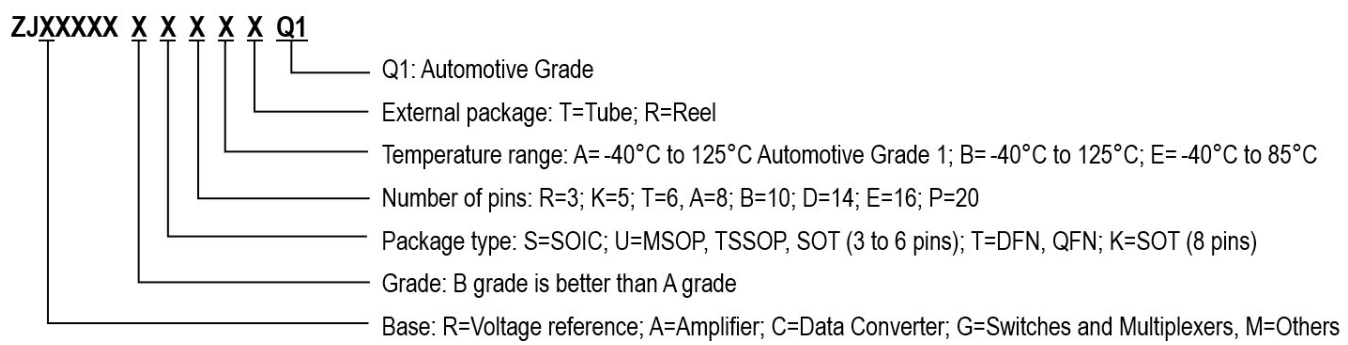 ZJXXXXX X X X X X Q1
Q1: Automotive Grade
External package: T=Tube; R=Reel
Temperature range: A= -40°C to 125°C Automotive Grade 1; B= -40°C to 125°C; E= -40°C to 85°C
Number of pins: R=3; K=5; T=6, A=8; B=10; D=14; E=16; P=20
Package type: S=SOIC; U=MSOP, TSSOP, SOT (3 to 6 pins); T=DFN, QFN; K=SOT (8 pins)
Grade: B grade is better than A grade
Base: R=Voltage reference; A=Amplifier; C=Data Converter; G=Switches and Multiplexers, M=Others